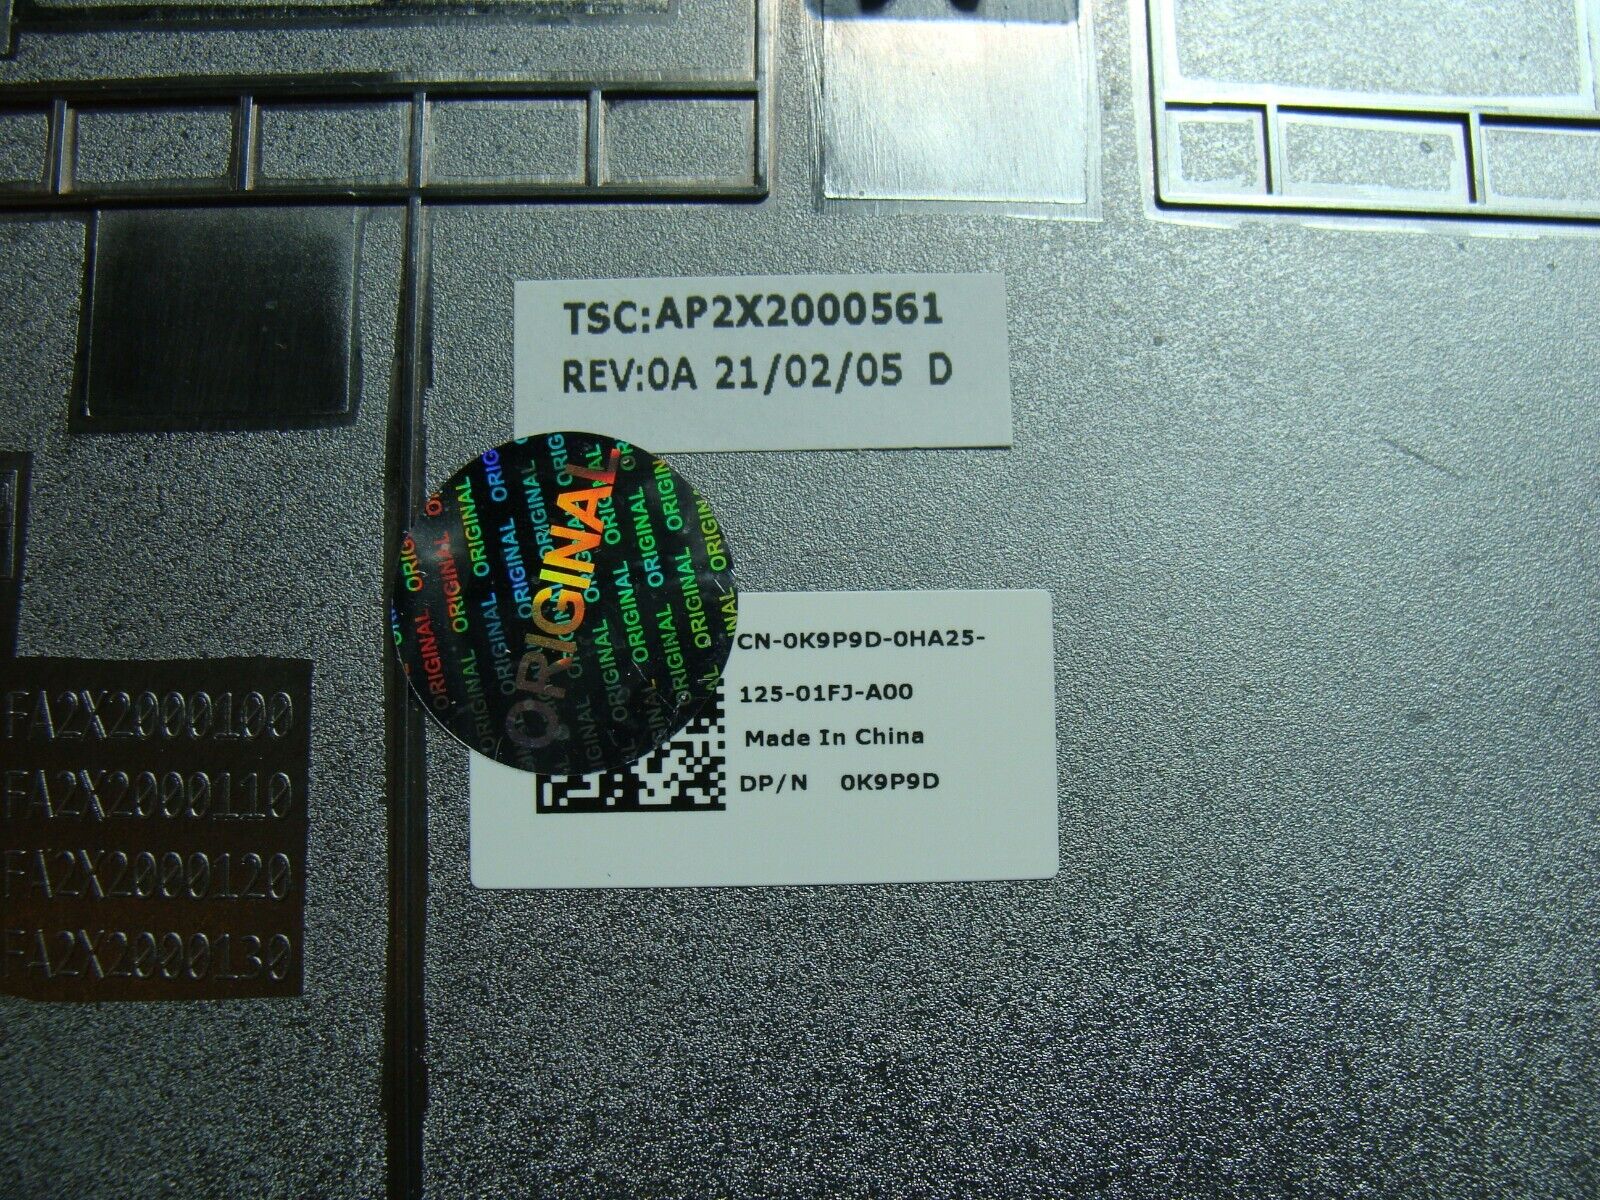 TSC:AP2X2000561
REV:0A 21/02/05 D
ORIGINAL
CN-0K9P9D-0HA25-
125-01FJ-A00
Made In China
DP/N 0K9P9D
FA2X2000100
FA2X2000110
FA2X2000120
FA2X2000130